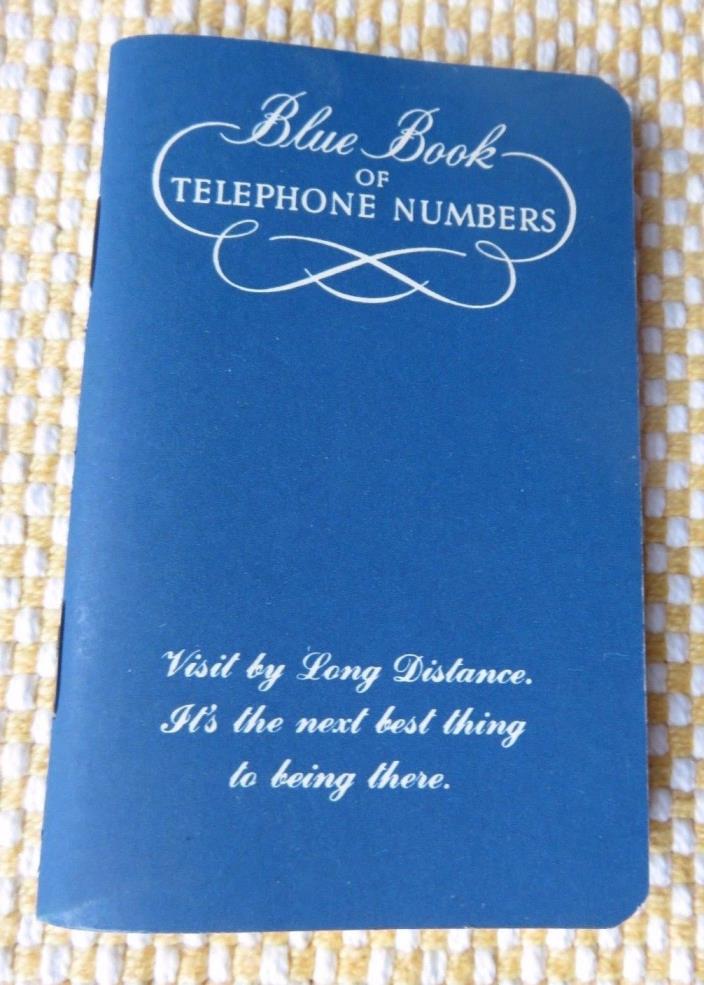 Blue Book
OF
TELEPHONE NUMBERS
Visit by Long Distance.
It's the next best thing
to being there.